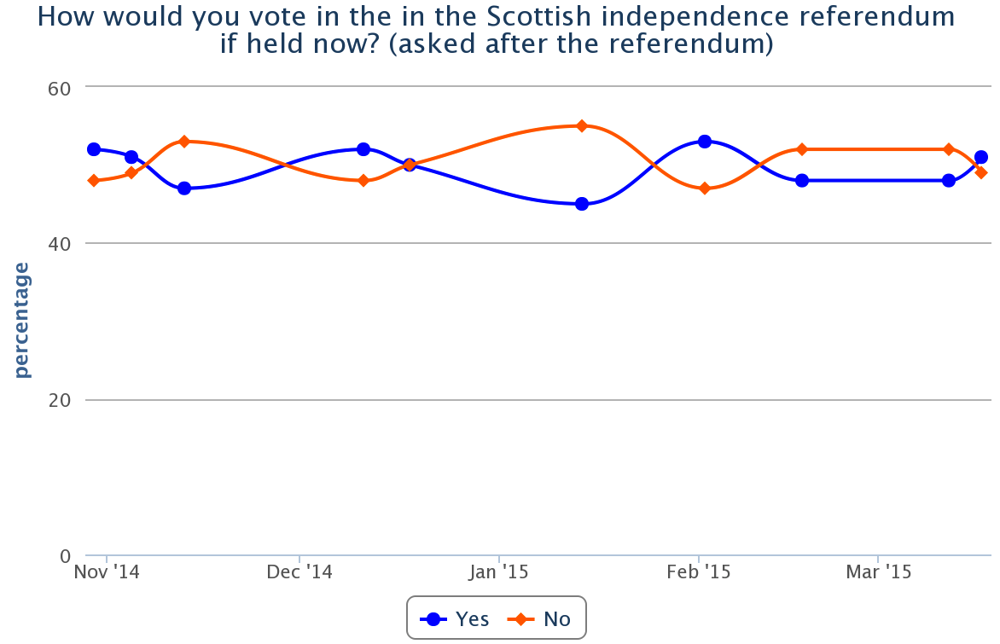 How would you vote in the in the Scottish independence referendum
if held now? (asked after the referendum)
60
40
20
0
percentage
Nov '14 Dec '14 Jan '15 Feb '15 Mar '15
Yes No